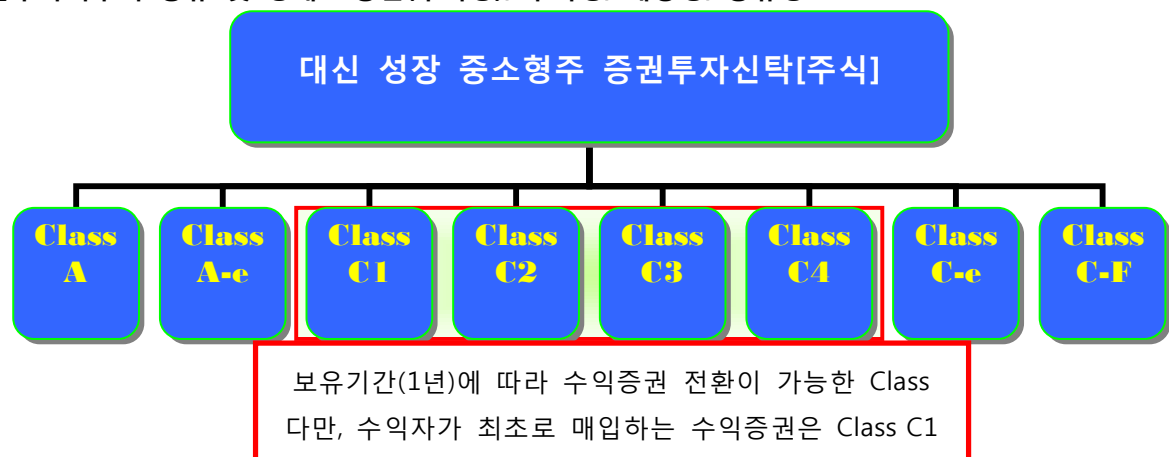 대신 성장 중소형주 증권투자신탁[주식]
Class A
Class A-e
Class C1
Class C2
Class C3
Class C4
Class C-e
Class C-F
보유기간(1년)에 따라 수익증권 전환이 가능한 Class
다만, 수익자가 최초로 매입하는 수익증권은 Class C1